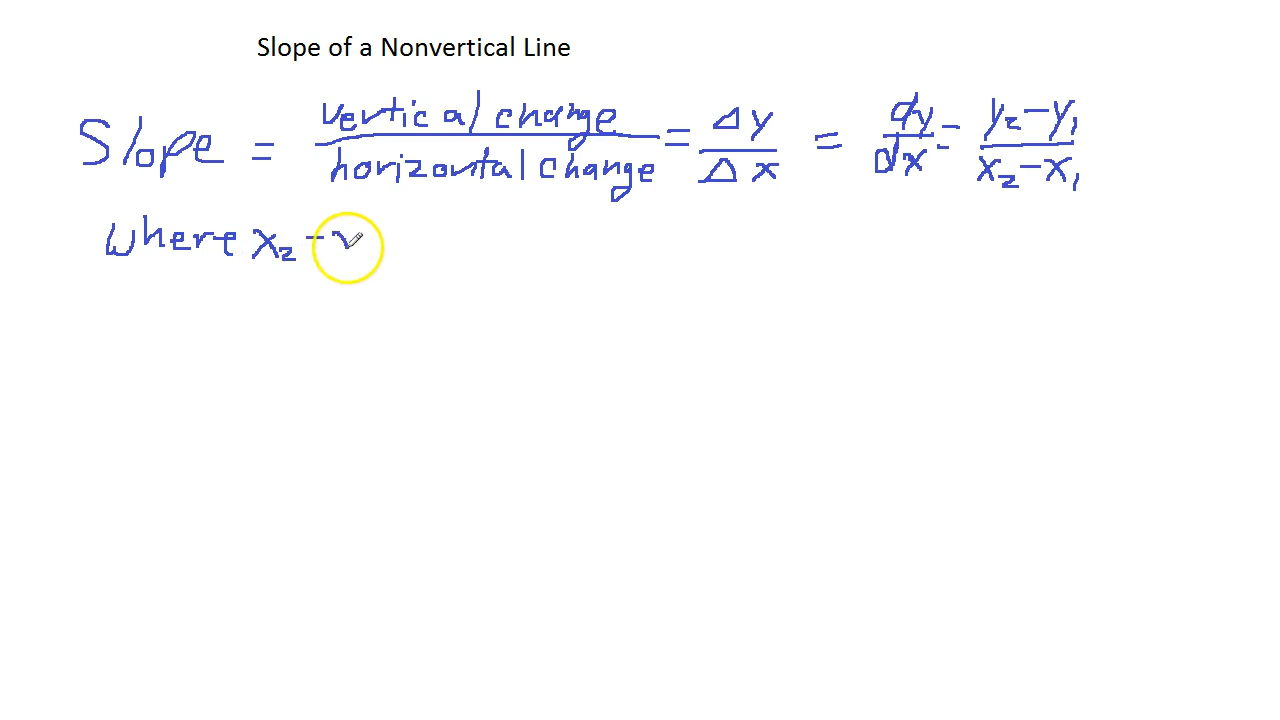 Slope of a Nonvertical Line
Slope = vertical change / horizontal change = Δy / Δx = dy / dx = y₂ - y₁ / x₂ - x₁
where x₂ - x